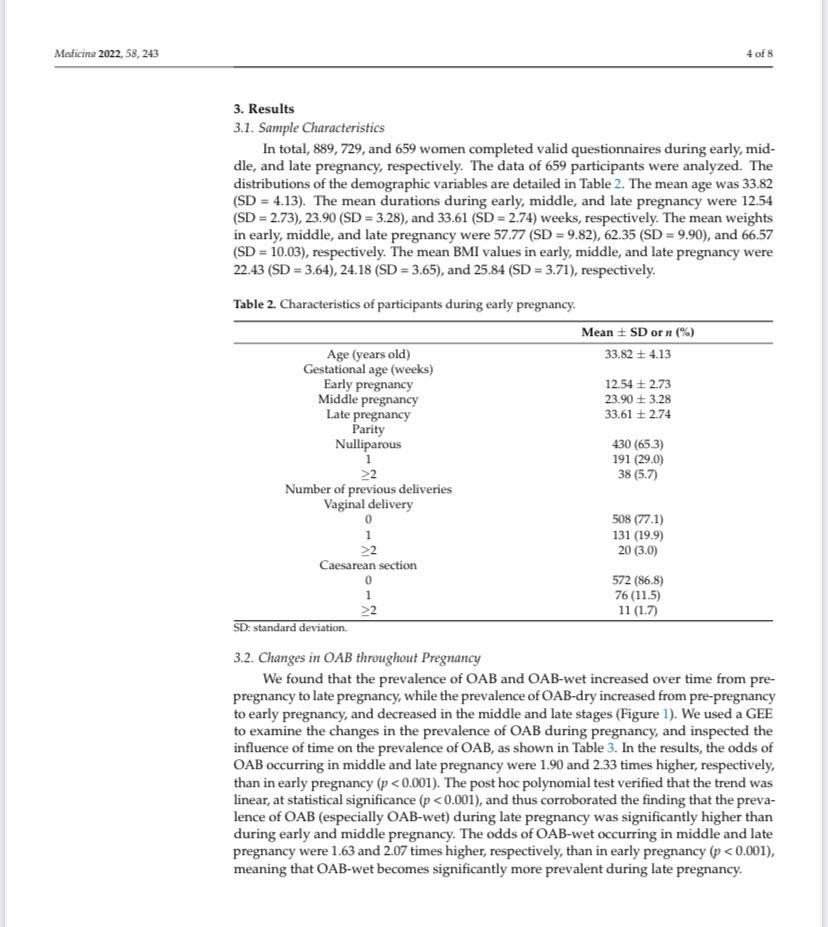 Medicina 2022, 58, 243
4 of 8
3. Results
3.1. Sample Characteristics
In total, 889, 729, and 659 women completed valid questionnaires during early, mid-
dle, and late pregnancy, respectively. The data of 659 participants were analyzed. The
distributions of the demographic variables are detailed in Table 2. The mean age was 33.82
(SD = 4.13). The mean durations during early, middle, and late pregnancy were 12.54
(SD = 2.73), 23.90 (SD = 3.28), and 33.61 (SD = 2.74) weeks, respectively. The mean weights
in early, middle, and late pregnancy were 57.77 (SD = 9.82), 62.35 (SD = 9.90), and 66.57
(SD = 10.03), respectively. The mean BMI values in early, middle, and late pregnancy were
22.43 (SD = 3.64), 24.18 (SD = 3.65), and 25.84 (SD = 3.71), respectively.
Table 2. Characteristics of participants during early pregnancy.
Mean ± SD or n (%)
Age (years old) 33.82 ± 4.13
Gestational age (weeks)
Early pregnancy 12.54 ± 2.73
Middle pregnancy 23.90 ± 3.28
Late pregnancy 33.61 ± 2.74
Parity
Nulliparous 430 (65.3)
1 191 (29.0)
≥2 38 (5.7)
Number of previous deliveries
Vaginal delivery
0 508 (77.1)
1 131 (19.9)
≥2 20 (3.0)
Caesarean section
0 572 (86.8)
1 76 (11.5)
≥2 11 (1.7)
SD: standard deviation.
3.2. Changes in OAB throughout Pregnancy
We found that the prevalence of OAB and OAB-wet increased over time from pre-
pregnancy to late pregnancy, while the prevalence of OAB-dry increased from pre-pregnancy
to early pregnancy, and decreased in the middle and late stages (Figure 1). We used a GEE
to examine the changes in the prevalence of OAB during pregnancy, and inspected the
influence of time on the prevalence of OAB, as shown in Table 3. In the results, the odds of
OAB occurring in middle and late pregnancy were 1.90 and 2.33 times higher, respectively,
than in early pregnancy (p < 0.001). The post hoc polynomial test verified that the trend was
linear, at statistical significance (p < 0.001), and thus corroborated the finding that the preva-
lence of OAB (especially OAB-wet) during late pregnancy was significantly higher than
during early and middle pregnancy. The odds of OAB-wet occurring in middle and late
pregnancy were 1.63 and 2.07 times higher, respectively, than in early pregnancy (p < 0.001),
meaning that OAB-wet becomes significantly more prevalent during late pregnancy.